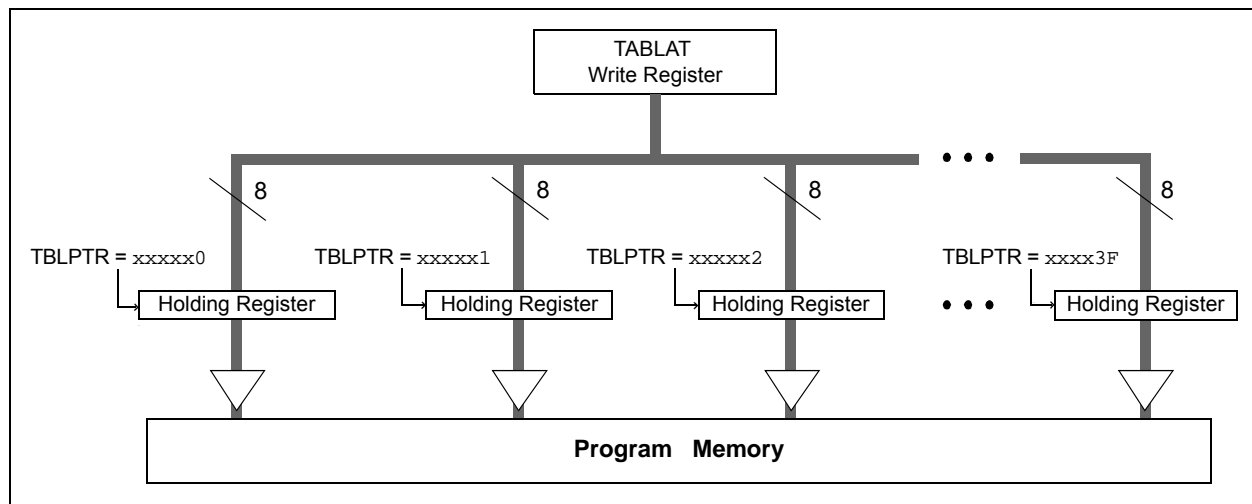 TABLAT
Write Register
• • •
8
8
8
8
TBLPTR = xxxxx0
TBLPTR = xxxxx1
TBLPTR = xxxxx2
TBLPTR = xxxx3F
Holding Register
Holding Register
Holding Register
• • •
Holding Register
Program Memory